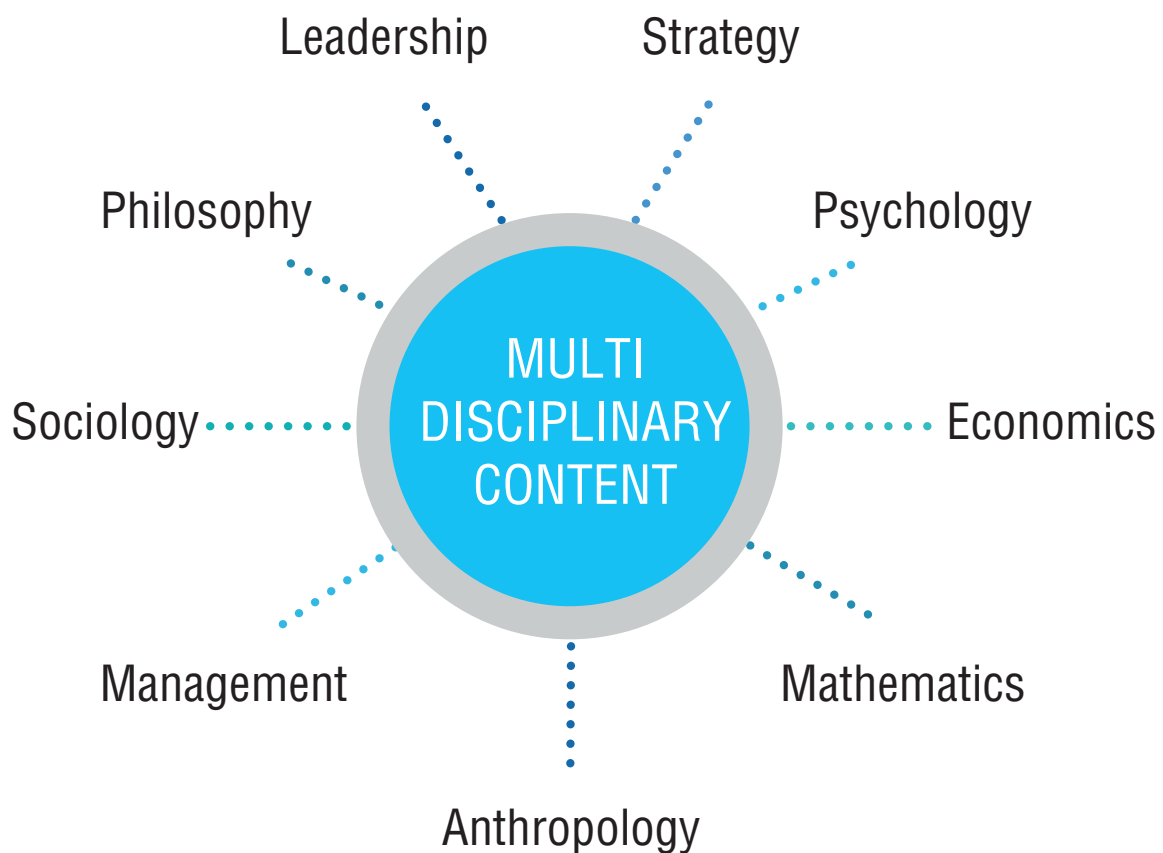 Leadership
Strategy
Philosophy
Psychology
MULTI
DISCIPLINARY
CONTENT
Sociology
Economics
Management
Mathematics
Anthropology